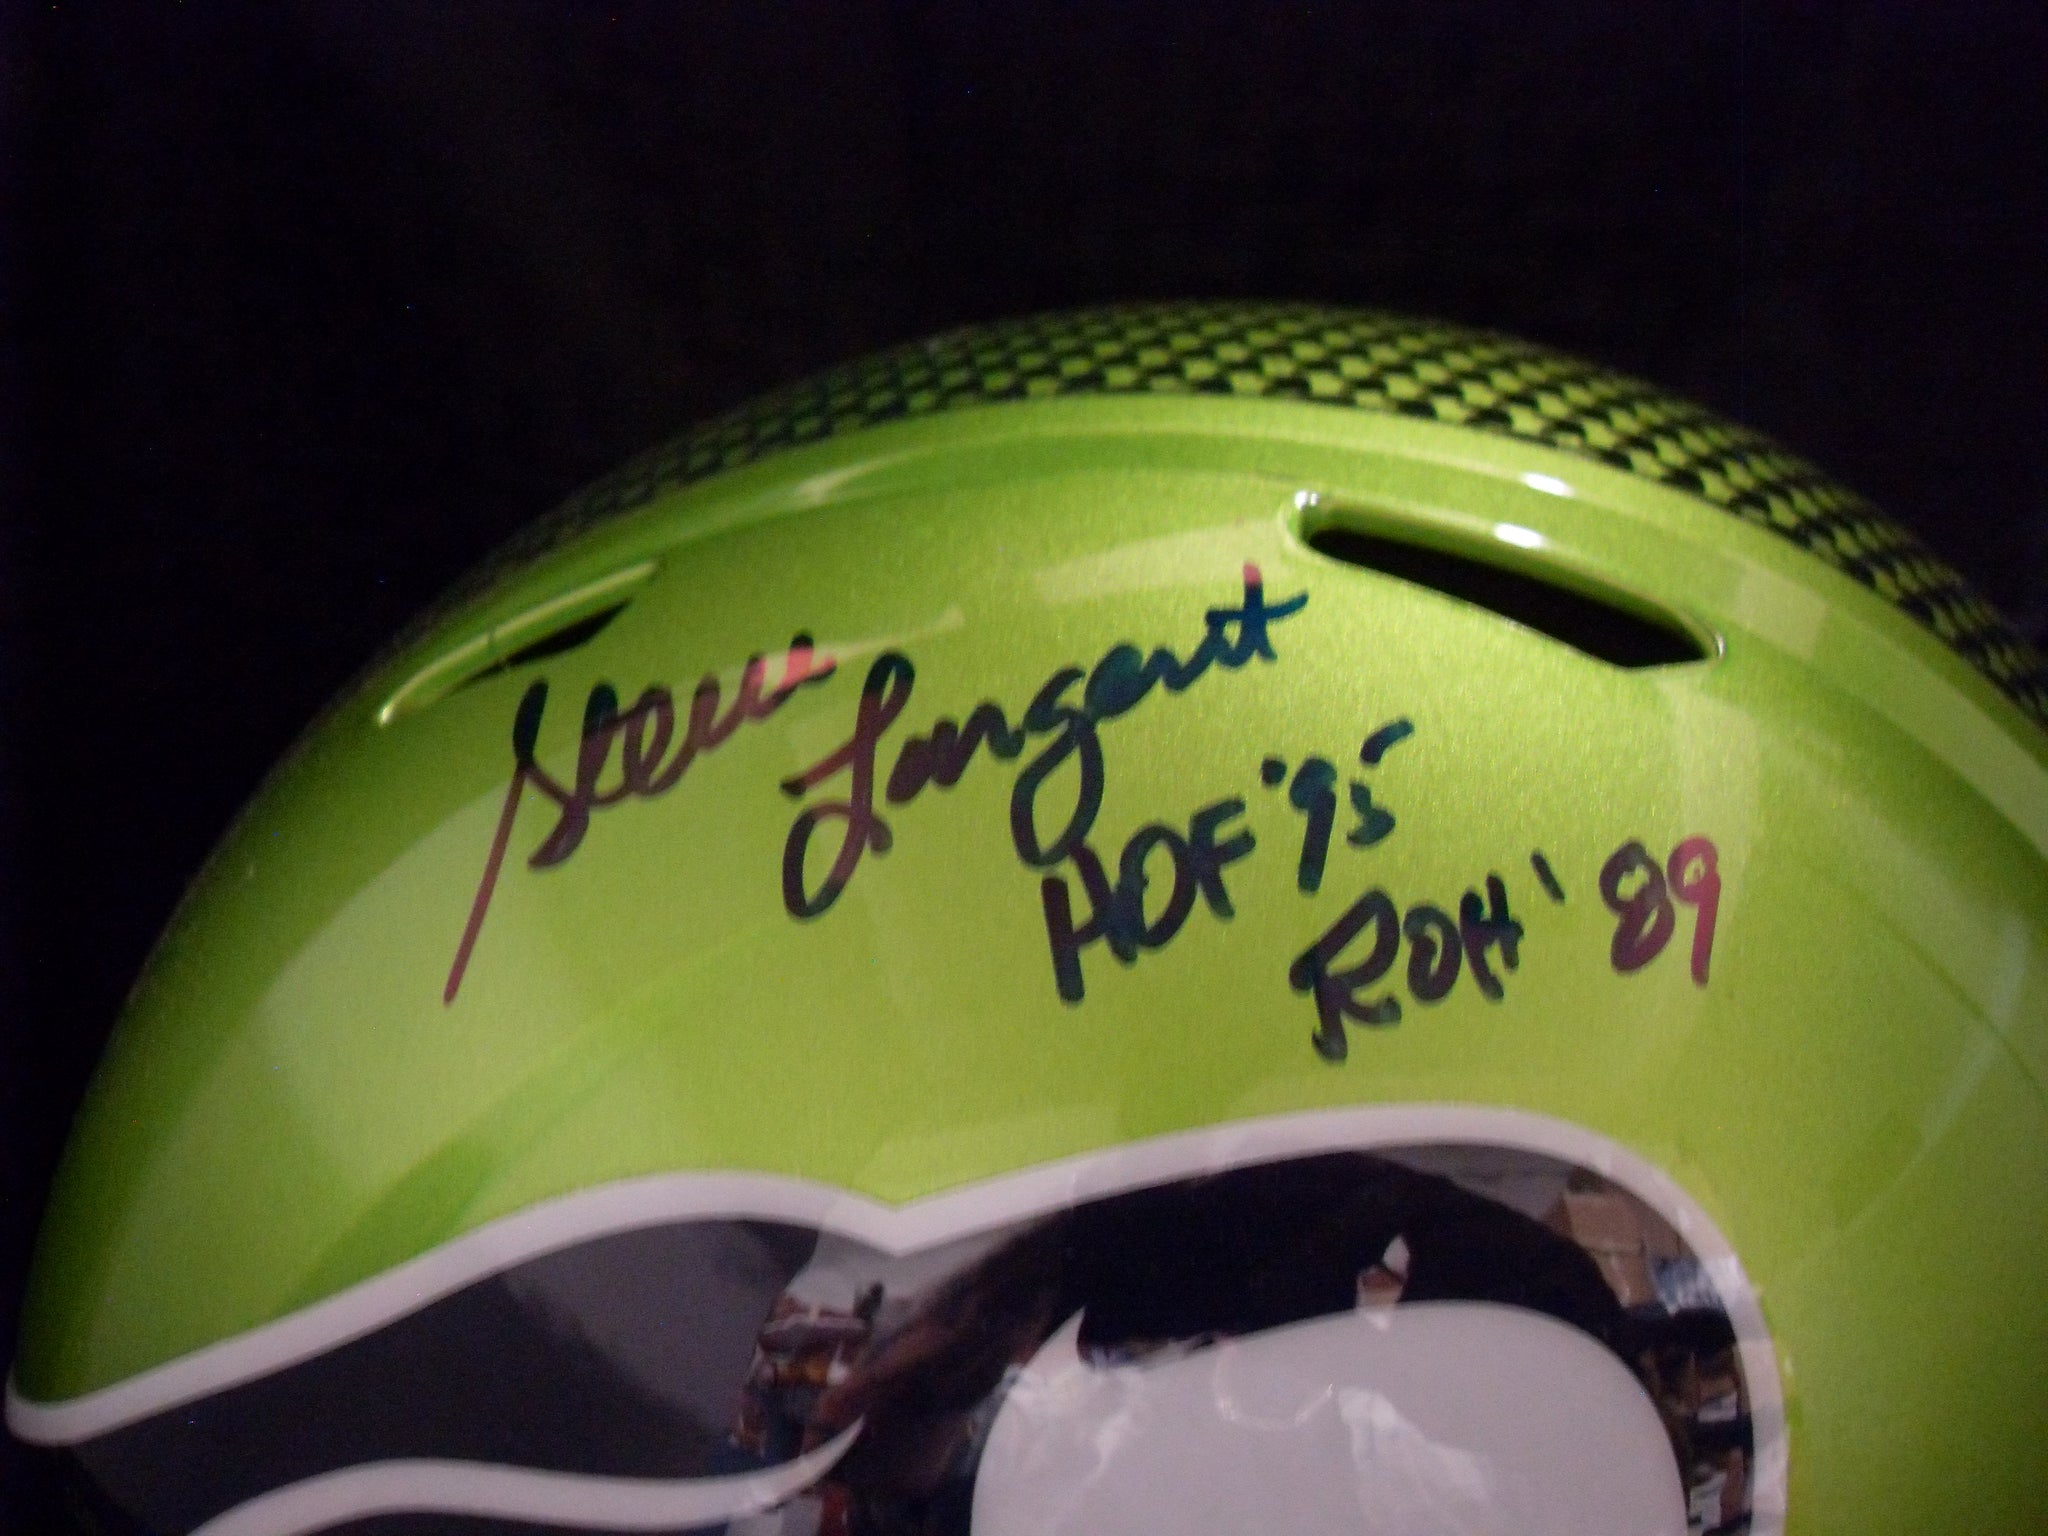 Steve Largent
HOF '95
ROH '89